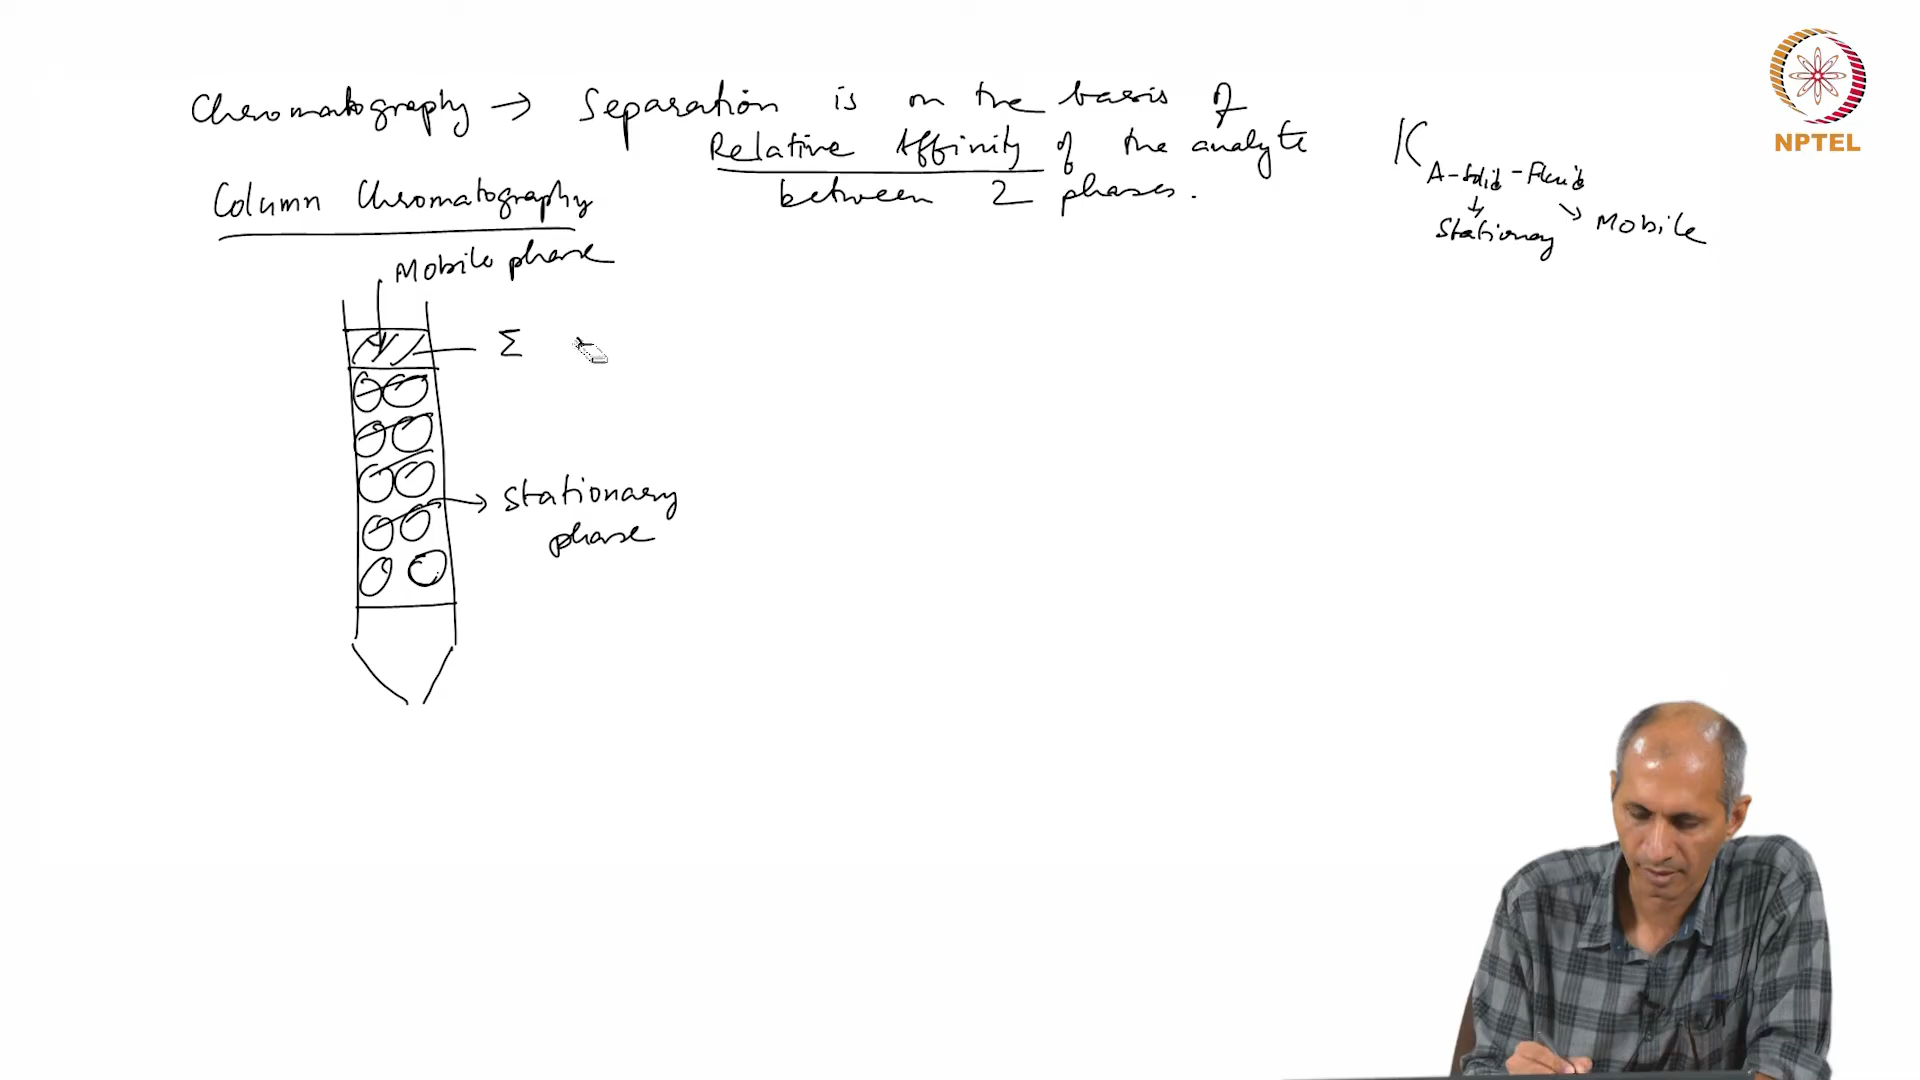 Chromatography → Separation is on the basis of
Relative Affinity of the analyte
between 2 phases.
K A-solid-Fluid
Stationary
Mobile
Column Chromatography
Mobile phase
Σ
Stationary
phase
NPTEL